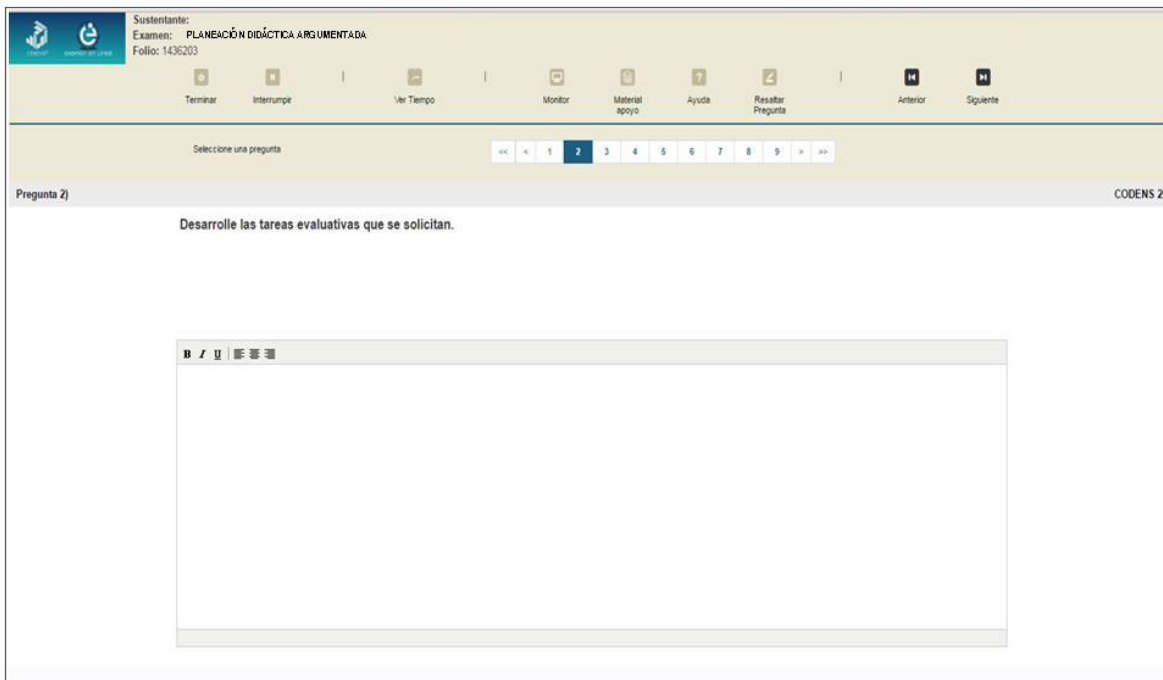 Sustentante:
Examen: PLANEACIÓN DIDÁCTICA ARGUMENTADA
Folio: 1436203
Terminar Interrumpir | Ver Tiempo | Monitor Material apoyo Ayuda Resaltar Pregunta | Anterior Siguiente
Seleccione una pregunta << < 1 2 3 4 5 6 7 8 9 > >>
Pregunta 2) CODENS 2
Desarrolle las tareas evaluativas que se solicitan.
B I U